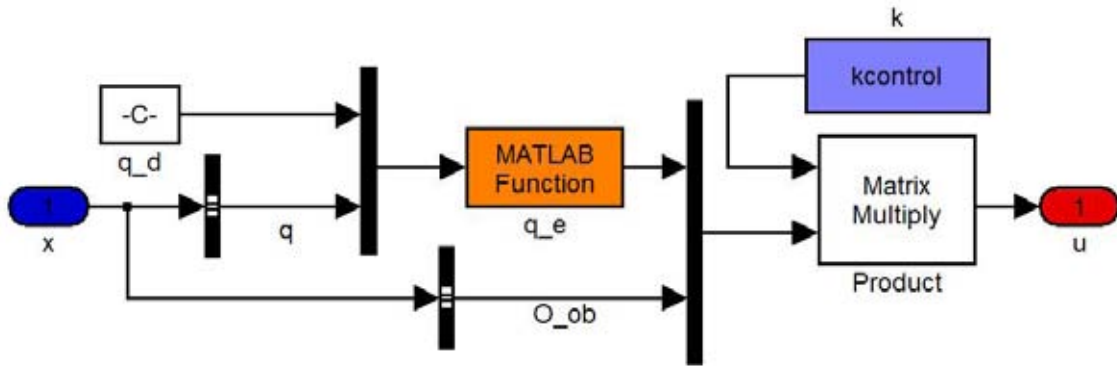 k
kcontrol
-C-
q_d
MATLAB
Function
q_e
Matrix
Multiply
Product
1
x
q
O_ob
1
u